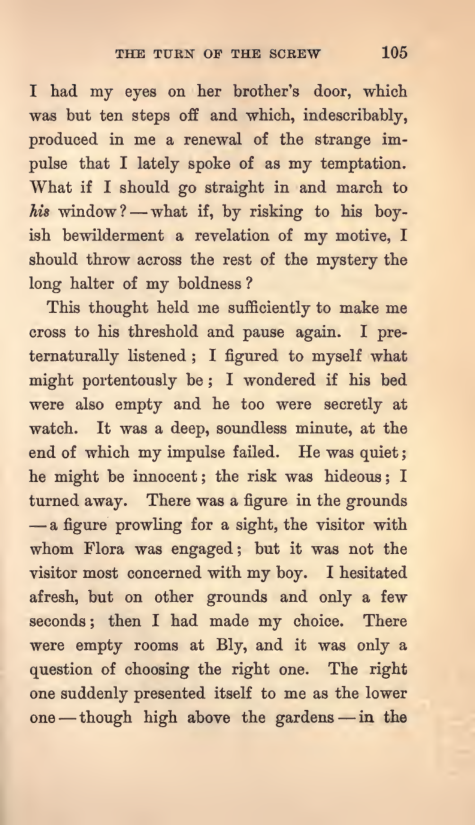 THE TURN OF THE SCREW 105
I had my eyes on her brother's door, which
was but ten steps off and which, indescribably,
produced in me a renewal of the strange im-
pulse that I lately spoke of as my temptation.
What if I should go straight in and march to
his window? — what if, by risking to his boy-
ish bewilderment a revelation of my motive, I
should throw across the rest of the mystery the
long halter of my boldness?
This thought held me sufficiently to make me
cross to his threshold and pause again. I pre-
ternaturally listened; I figured to myself what
might portentously be; I wondered if his bed
were also empty and he too were secretly at
watch. It was a deep, soundless minute, at the
end of which my impulse failed. He was quiet;
he might be innocent; the risk was hideous; I
turned away. There was a figure in the grounds
— a figure prowling for a sight, the visitor with
whom Flora was engaged; but it was not the
visitor most concerned with my boy. I hesitated
afresh, but on other grounds and only a few
seconds; then I had made my choice. There
were empty rooms at Bly, and it was only a
question of choosing the right one. The right
one suddenly presented itself to me as the lower
one — though high above the gardens — in the